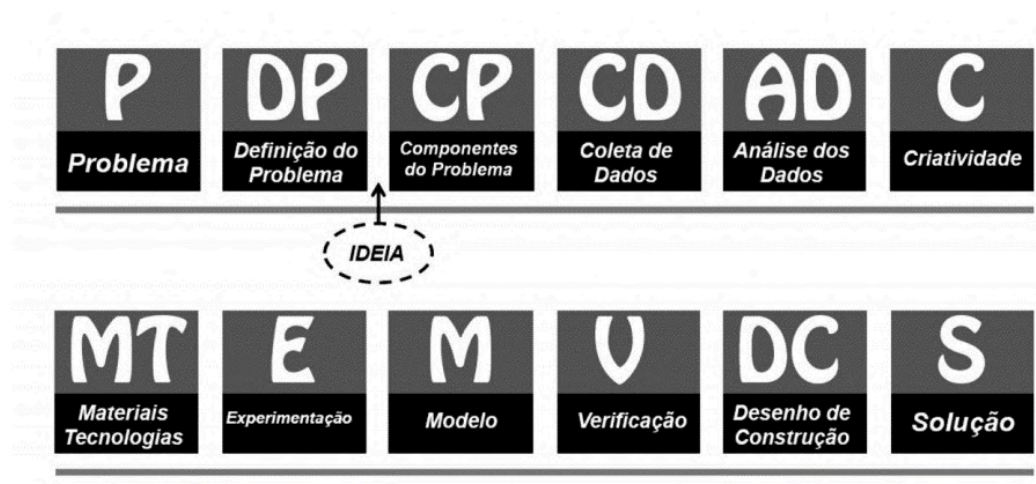 P
DP
CP
CD
AD
C
Problema
Definição do
Problema
Componentes
do Problema
Coleta de
Dados
Análise dos
Dados
Criatividade
IDEIA
MT
E
M
V
DC
S
Materiais
Tecnologias
Experimentação
Modelo
Verificação
Desenho de
Construção
Solução